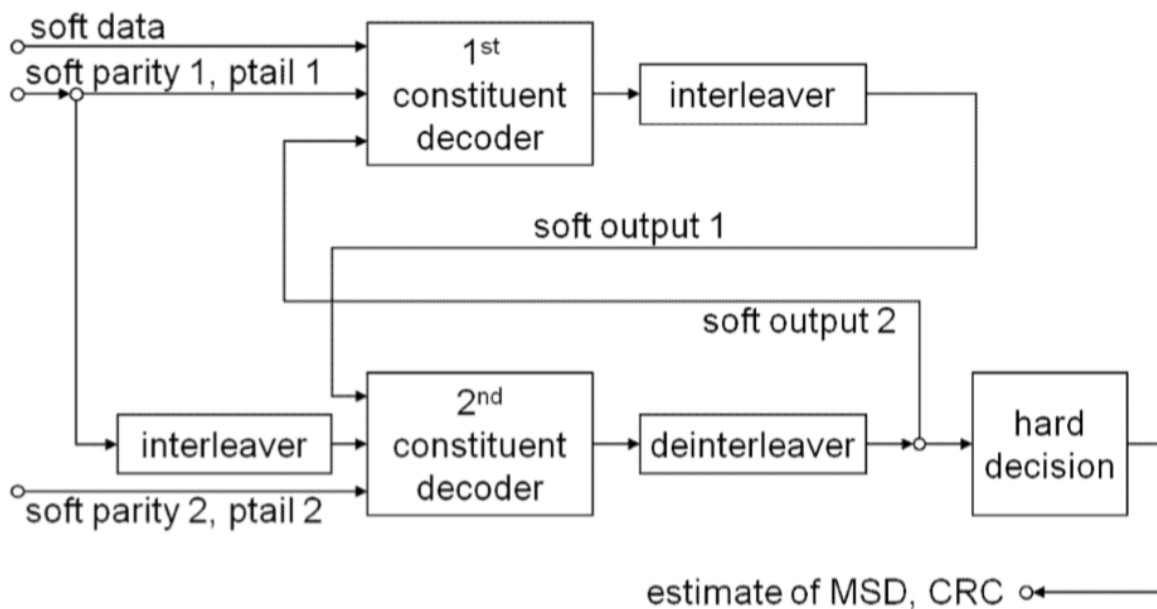 soft data
soft parity 1, ptail 1
1st
constituent
decoder
interleaver
soft output 1
soft output 2
interleaver
2nd
constituent
decoder
deinterleaver
hard
decision
soft parity 2, ptail 2
estimate of MSD, CRC